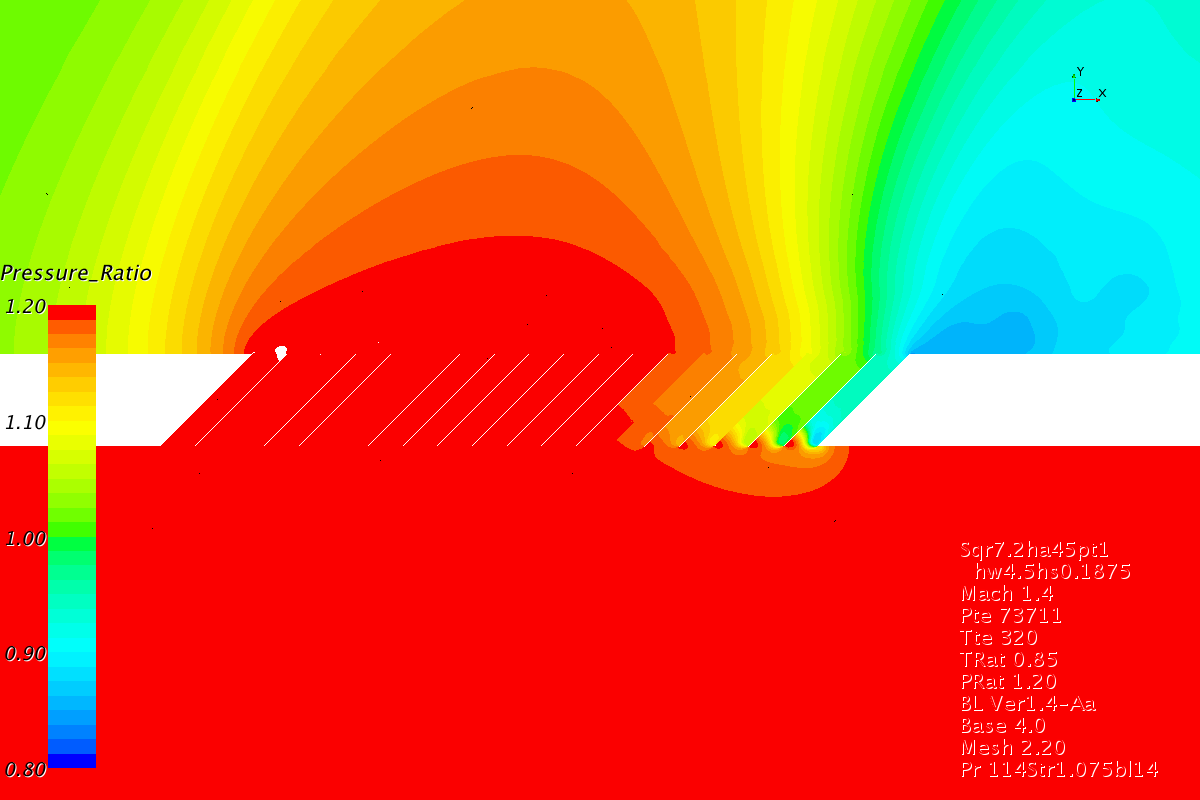 Y
Z X
Pressure_Ratio
1.20
1.10
1.00
0.90
0.80
Sqr7.2ha45pt1
hw4.5hs0.1875
Mach 1.4
Pte 73711
Tte 320
TRat 0.85
PRat 1.20
BL Ver1.4-Aa
Base 4.0
Mesh 2.20
Pr 114Str1.075bl14